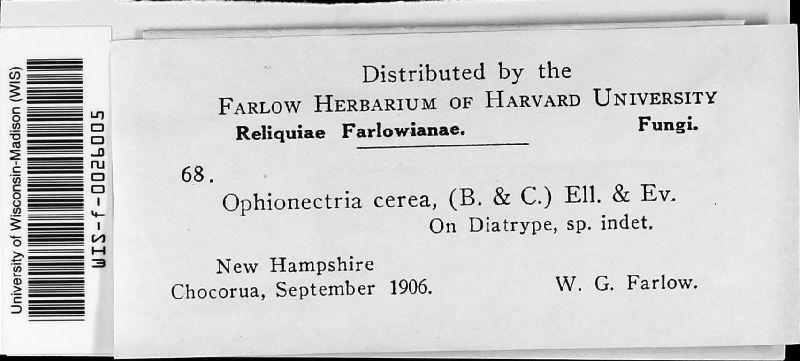 University of Wisconsin-Madison (WIS)
WIS-f-0026005
Distributed by the
FARLOW HERBARIUM OF HARVARD UNIVERSITY
Reliquiae Farlowianae. Fungi.
68.
Ophionectria cerea, (B. & C.) Ell. & Ev.
On Diatrype, sp. indet.
New Hampshire
Chocorua, September 1906. W. G. Farlow.